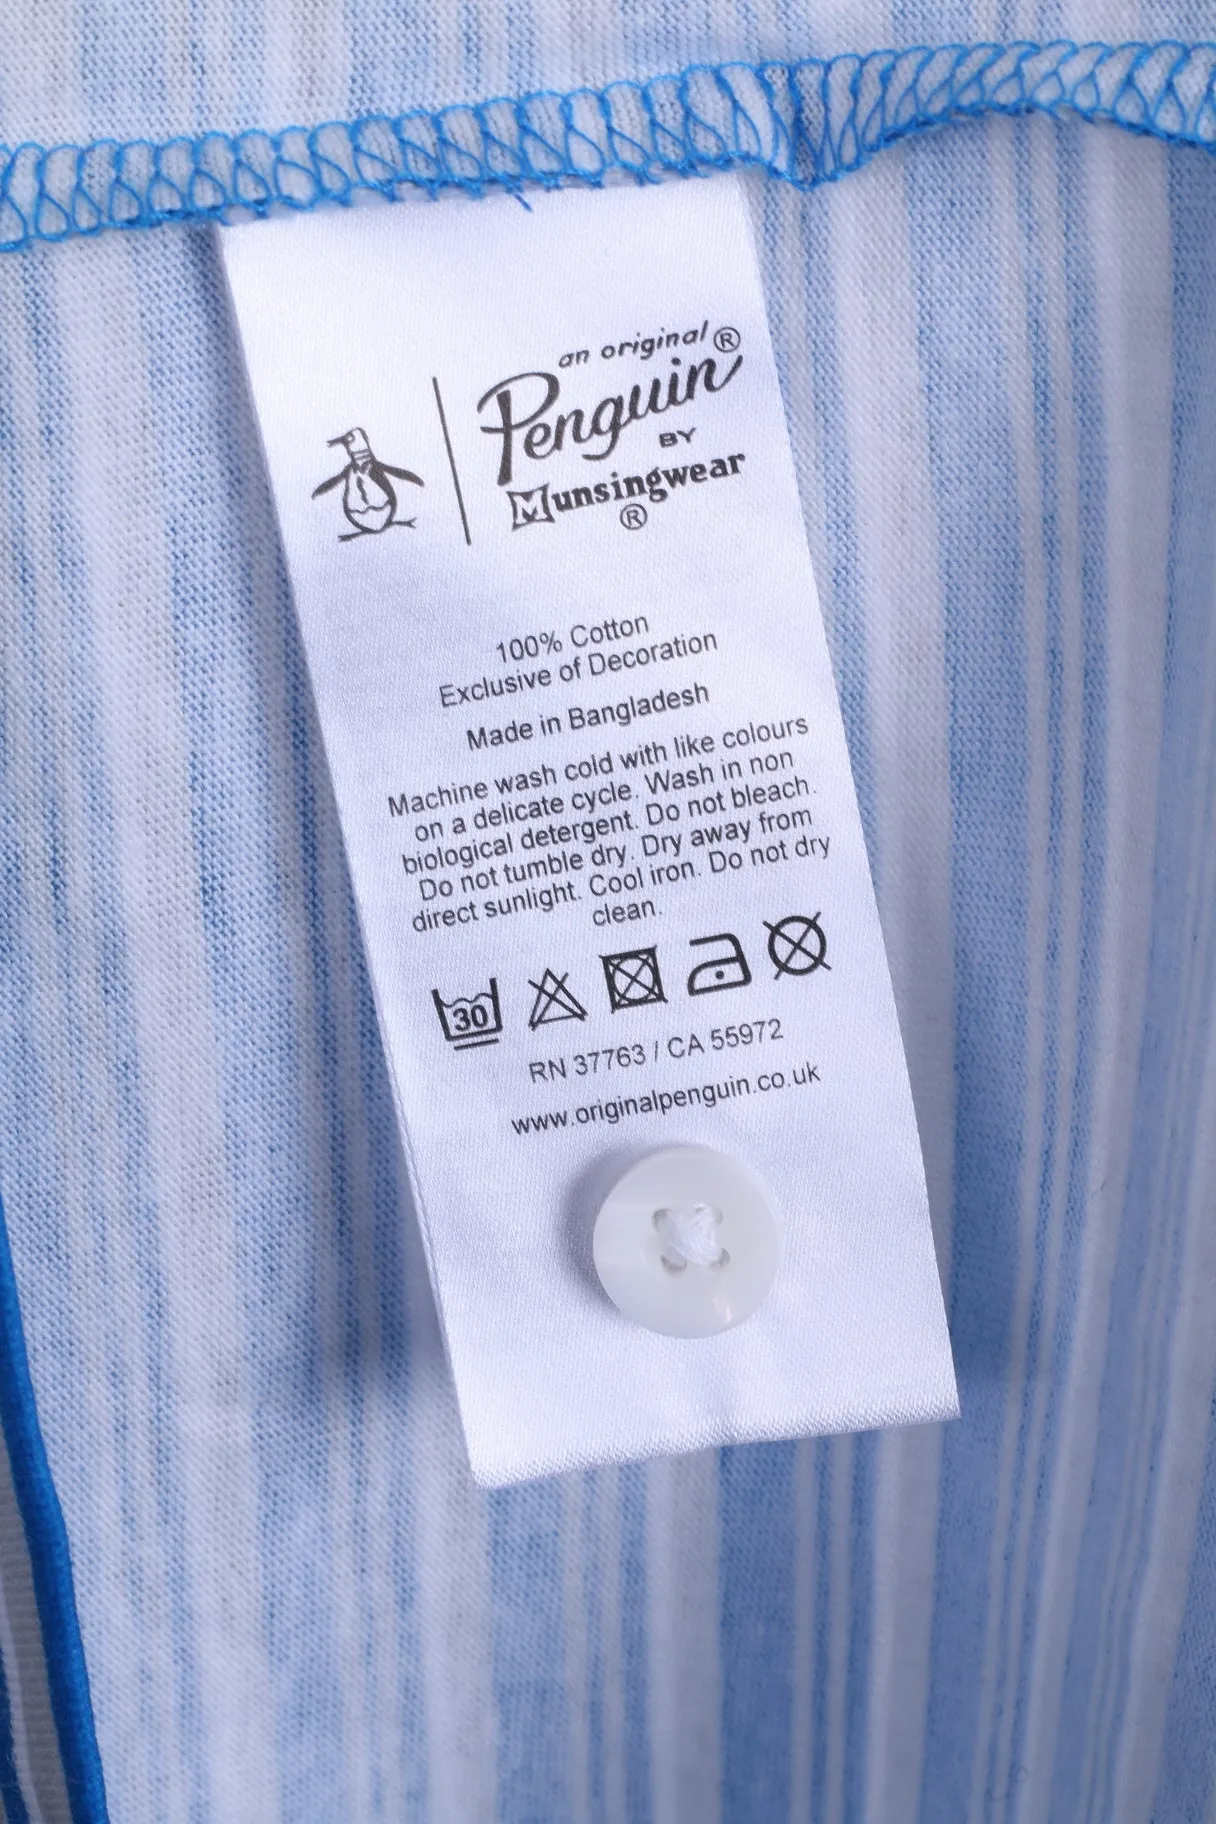 an original ®
Penguin
BY
Munsingwear
®
100% Cotton
Exclusive of Decoration
Made in Bangladesh
Machine wash cold with like colours
on a delicate cycle. Wash in non
biological detergent. Do not bleach.
Do not tumble dry. Dry away from
direct sunlight. Cool iron. Do not dry
clean.
30
RN 37763 / CA 55972
www.originalpenguin.co.uk